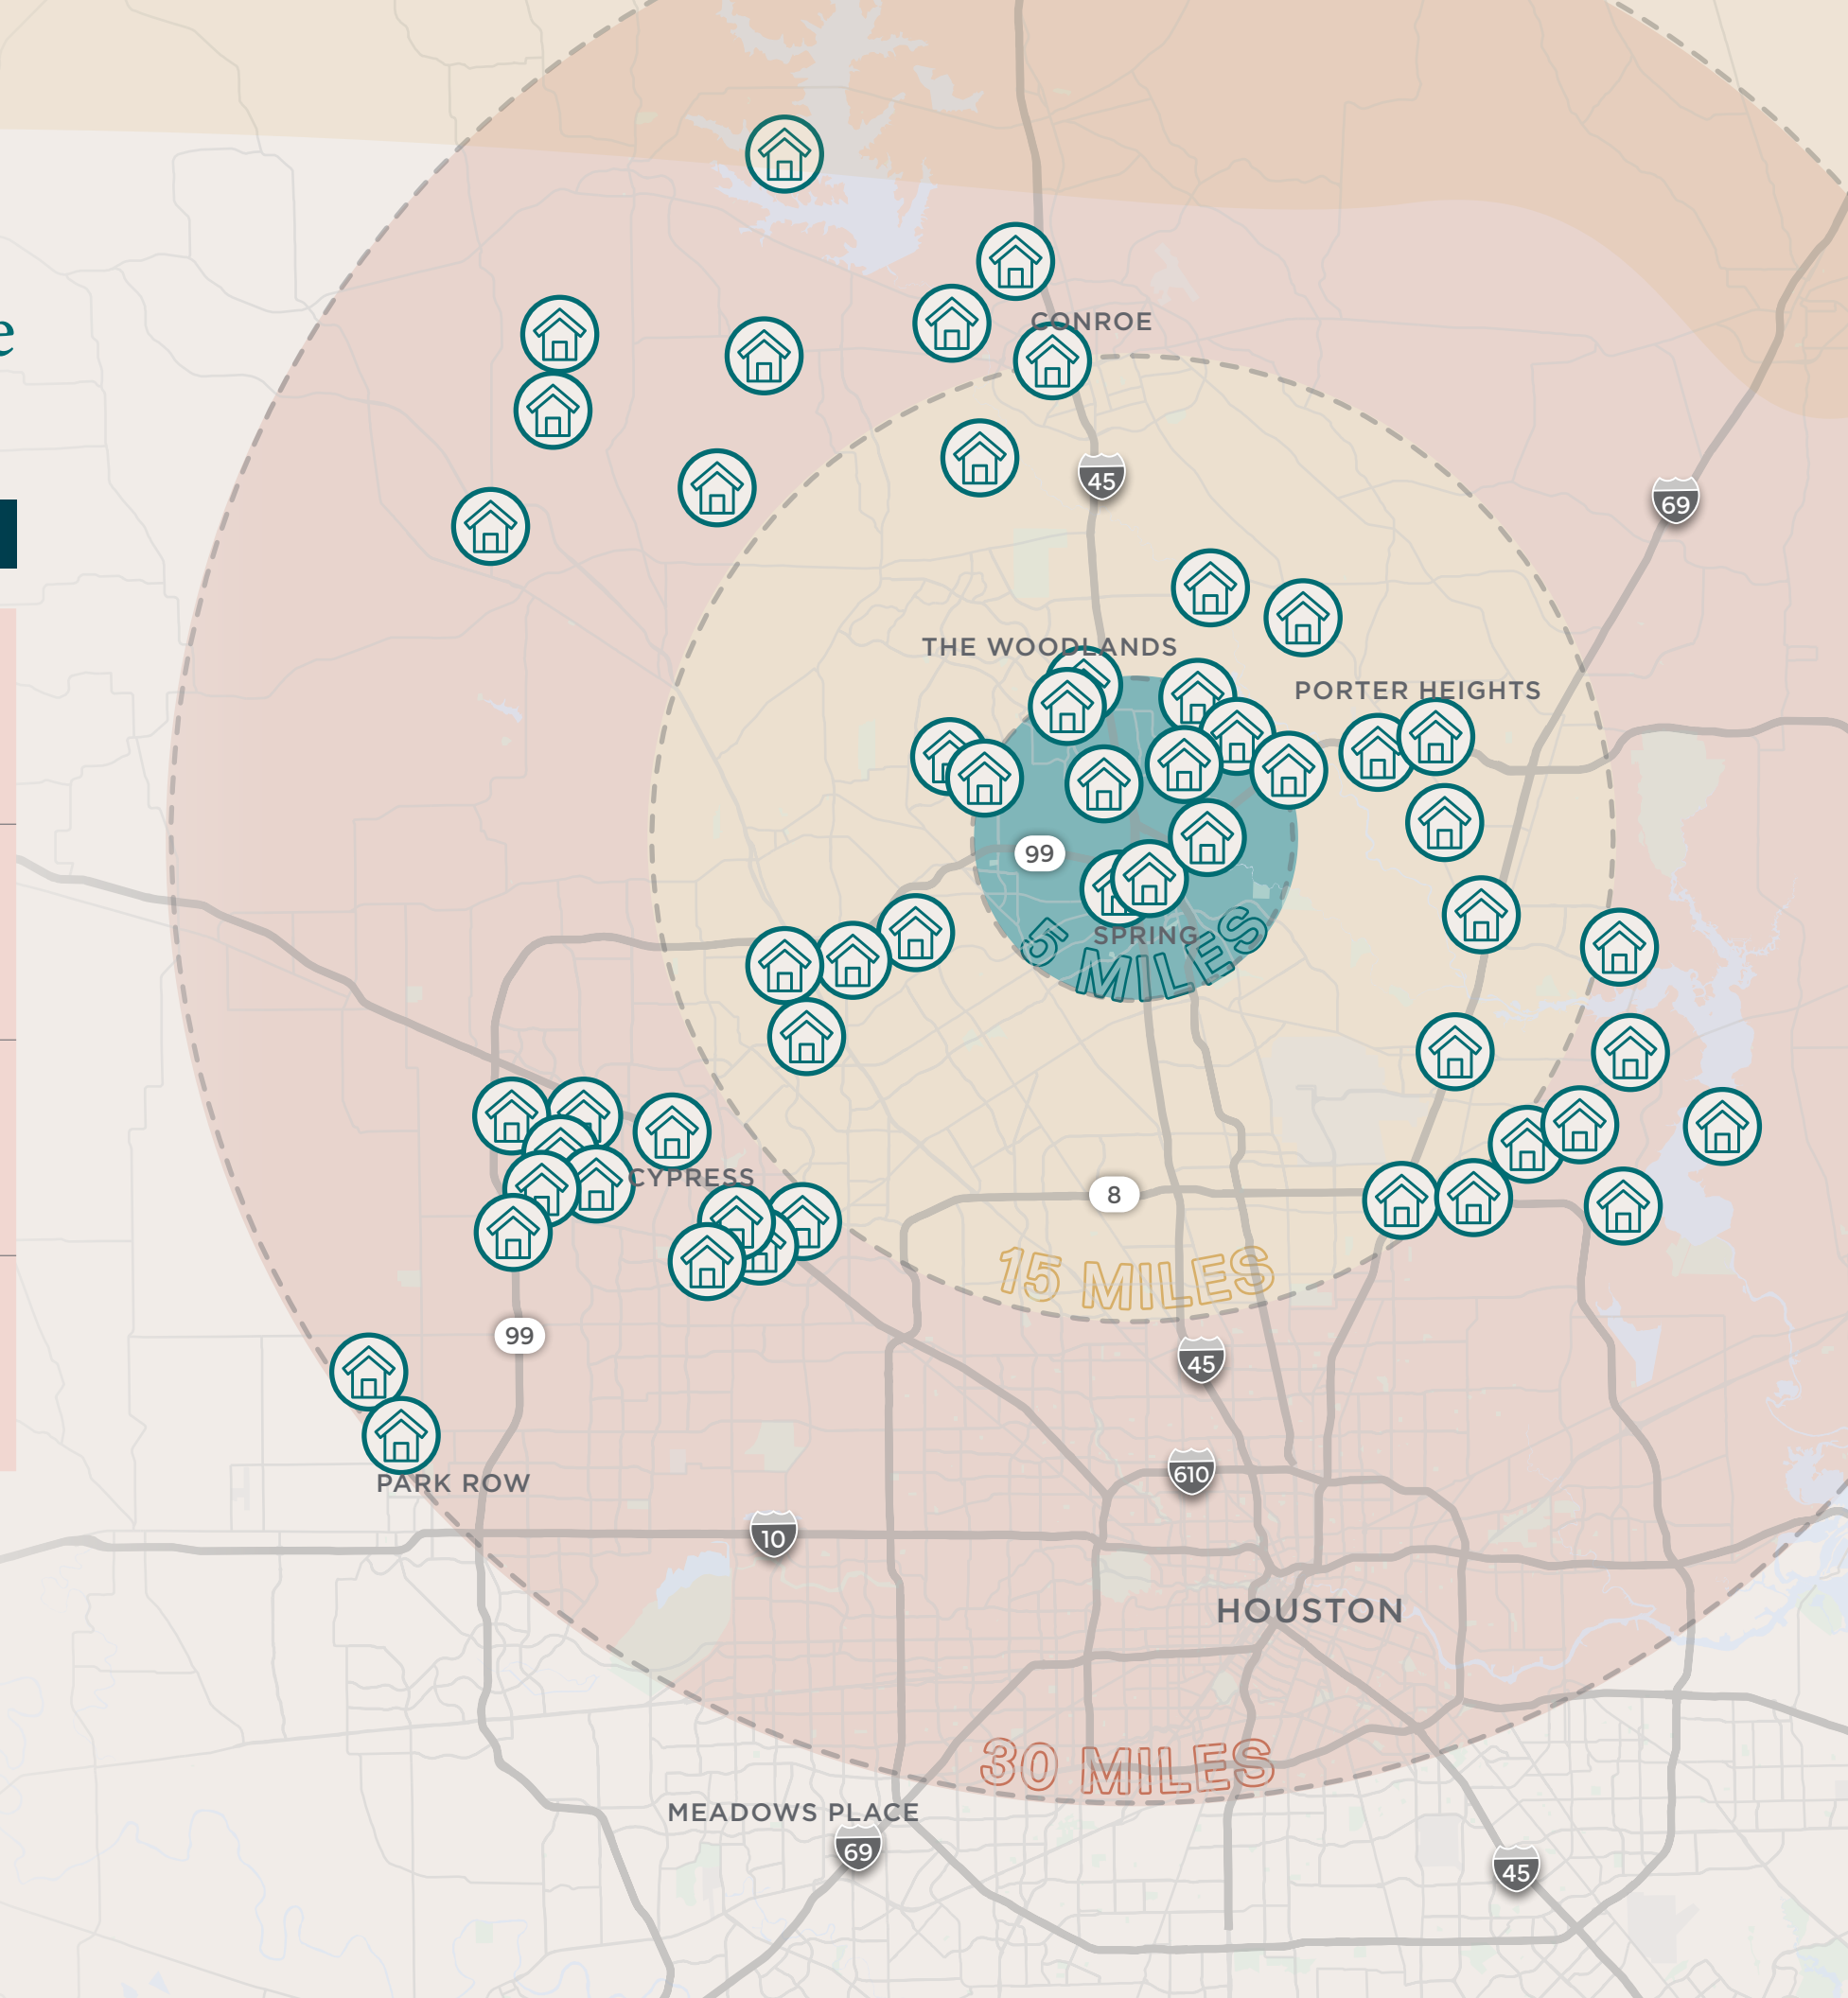 e
CONROE
45
69
THE WOODLANDS
PORTER HEIGHTS
99
SPRING
5 MILES
CYPRESS
8
15 MILES
99
45
610
PARK ROW
10
HOUSTON
30 MILES
MEADOWS PLACE
69
45